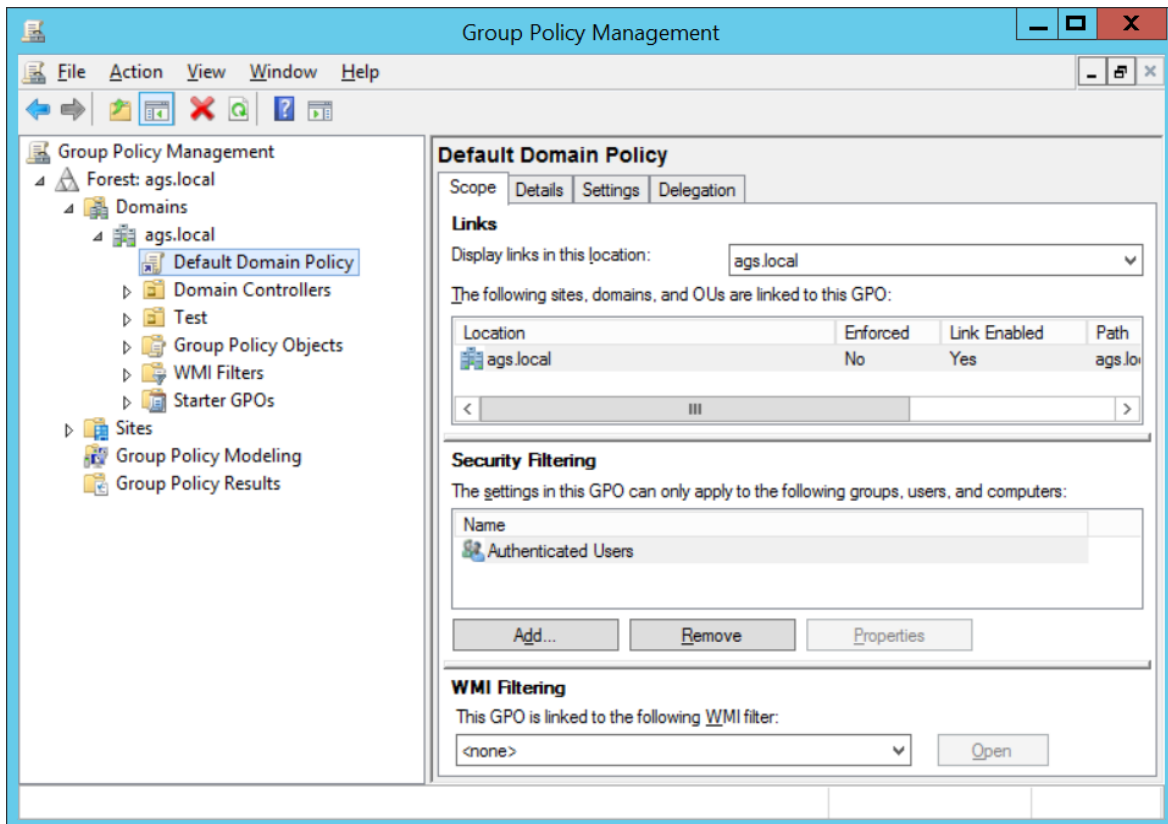 Group Policy Management
File Action View Window Help
Group Policy Management
Forest: ags.local
Domains
ags.local
Default Domain Policy
Domain Controllers
Test
Group Policy Objects
WMI Filters
Starter GPOs
Sites
Group Policy Modeling
Group Policy Results
Default Domain Policy
Scope Details Settings Delegation
Links
Display links in this location: ags.local
The following sites, domains, and OUs are linked to this GPO:
Location Enforced Link Enabled Path
ags.local No Yes ags.lo
Security Filtering
The settings in this GPO can only apply to the following groups, users, and computers:
Name
Authenticated Users
Add... Remove Properties
WMI Filtering
This GPO is linked to the following WMI filter:
<none> Open